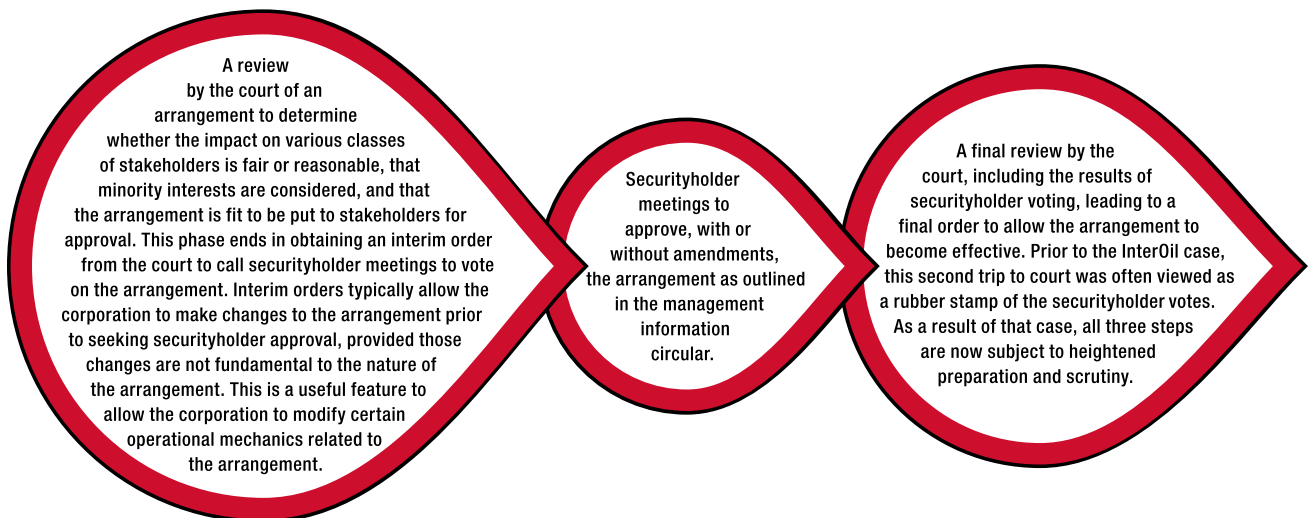 A review
by the court of an
arrangement to determine
whether the impact on various classes
of stakeholders is fair or reasonable, that
minority interests are considered, and that
the arrangement is fit to be put to stakeholders for
approval. This phase ends in obtaining an interim order
from the court to call securityholder meetings to vote
on the arrangement. Interim orders typically allow the
corporation to make changes to the arrangement prior
to seeking securityholder approval, provided those
changes are not fundamental to the nature of
the arrangement. This is a useful feature to
allow the corporation to modify certain
operational mechanics related to
the arrangement.
Securityholder
meetings to
approve, with or
without amendments,
the arrangement as outlined
in the management
information
circular.
A final review by the
court, including the results of
securityholder voting, leading to a
final order to allow the arrangement to
become effective. Prior to the InterOil case,
this second trip to court was often viewed as
a rubber stamp of the securityholder votes.
As a result of that case, all three steps
are now subject to heightened
preparation and scrutiny.